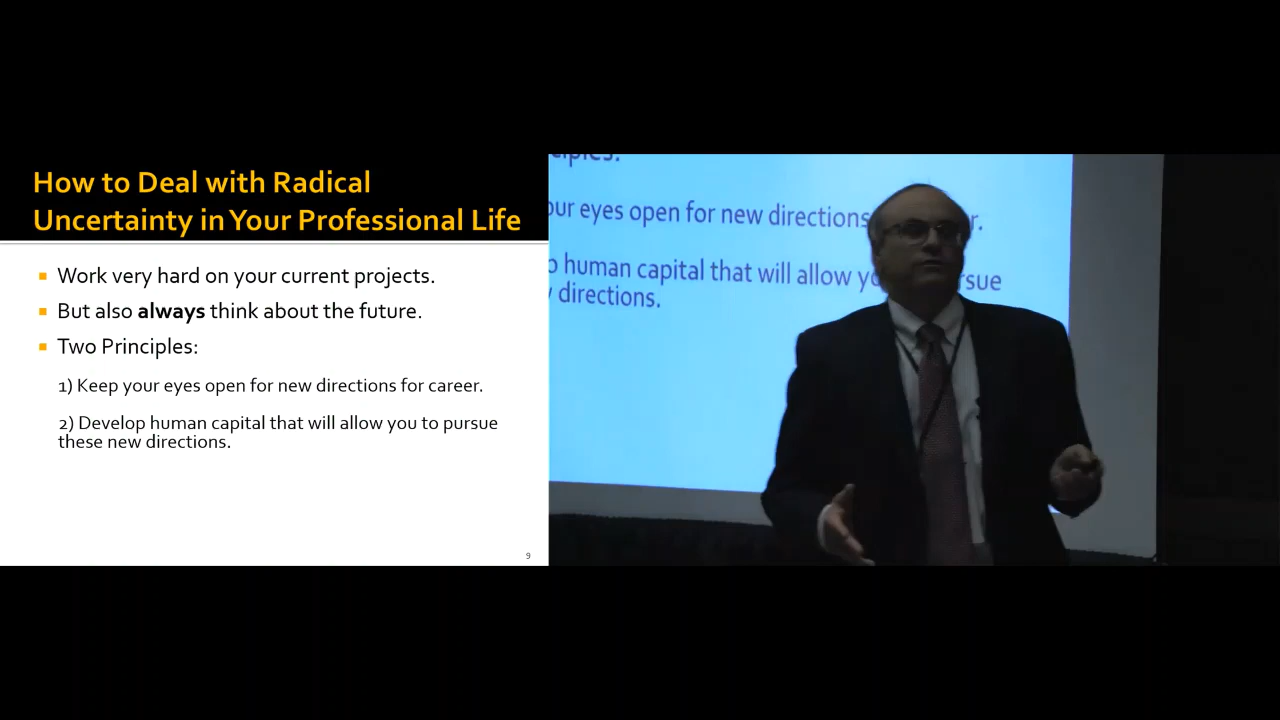 How to Deal with Radical
Uncertainty in Your Professional Life
▪ Work very hard on your current projects.
▪ But also always think about the future.
▪ Two Principles:
1) Keep your eyes open for new directions for career.
2) Develop human capital that will allow you to pursue
these new directions.
9
eyes open for new directions
human capital that will allow
directions.